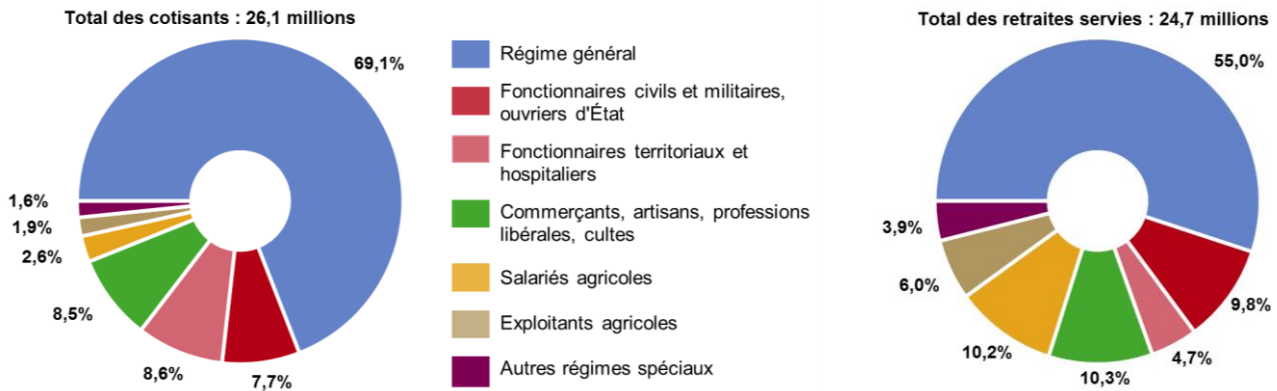 Total des cotisants : 26,1 millions
69,1%
1,6%
1,9%
2,6%
8,5%
8,6%
7,7%
Régime général
Fonctionnaires civils et militaires,
ouvriers d'État
Fonctionnaires territoriaux et
hospitaliers
Commerçants, artisans, professions
libérales, cultes
Salariés agricoles
Exploitants agricoles
Autres régimes spéciaux
Total des retraites servies : 24,7 millions
55,0%
3,9%
6,0%
10,2%
10,3%
4,7%
9,8%